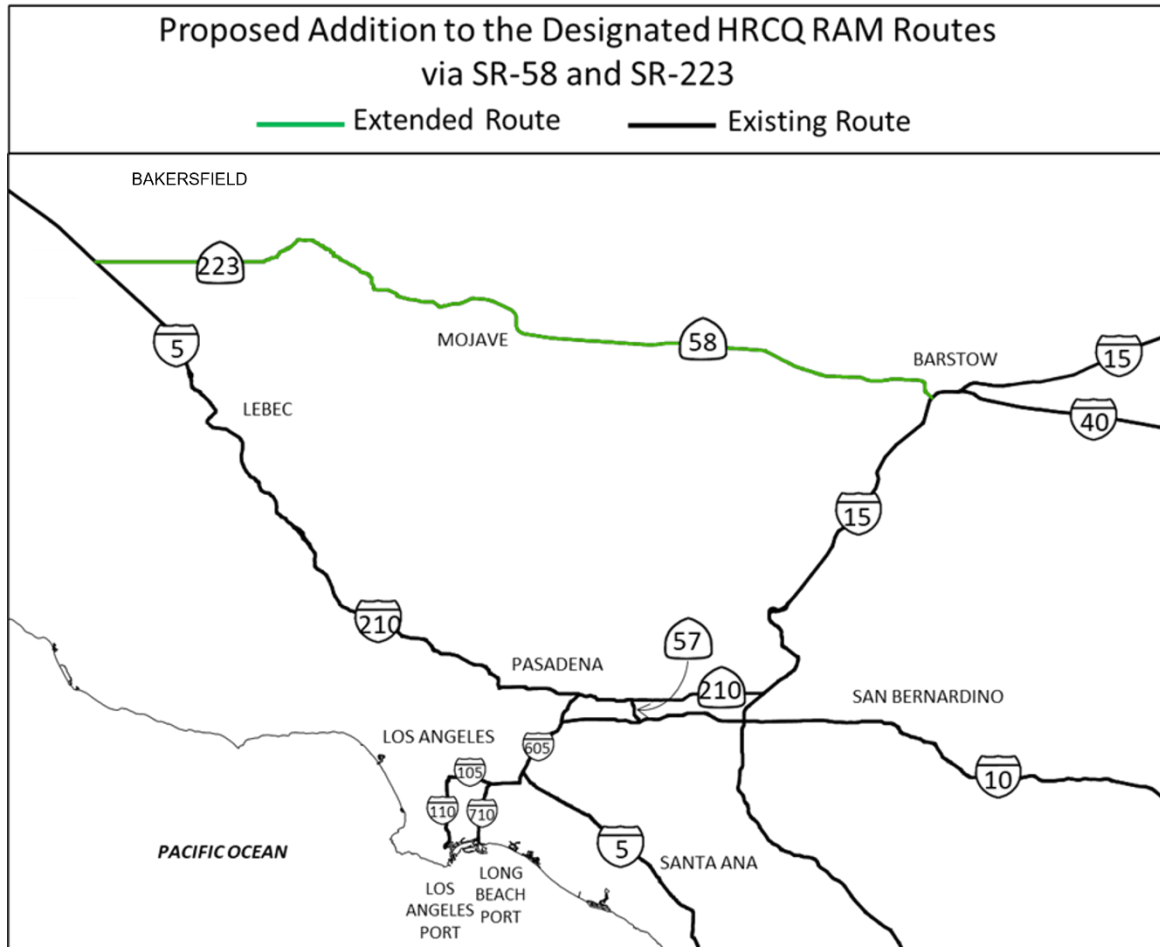 Proposed Addition to the Designated HRCQ RAM Routes
via SR-58 and SR-223
Extended Route
Existing Route
BAKERSFIELD
223
5
MOJAVE
58
BARSTOW
15
LEBEC
40
15
210
57
PASADENA
210
SAN BERNARDINO
LOS ANGELES
605
105
10
110
710
5
PACIFIC OCEAN
SANTA ANA
LOS
ANGELES
PORT
LONG
BEACH
PORT